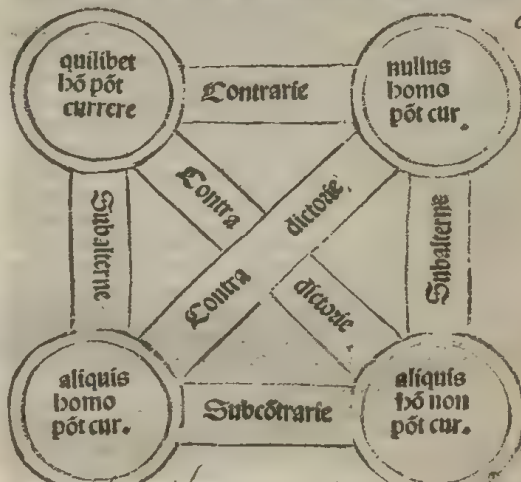 quilibet
hõ põt
currere
Contrarie
nullus
homo
põt cur.
Contra
dictorie.
Subalterne
Subalterne
Contra
dictorie.
aliquis
homo
põt cur.
Subcõtrarie
aliquis
hõ non
põt cur.